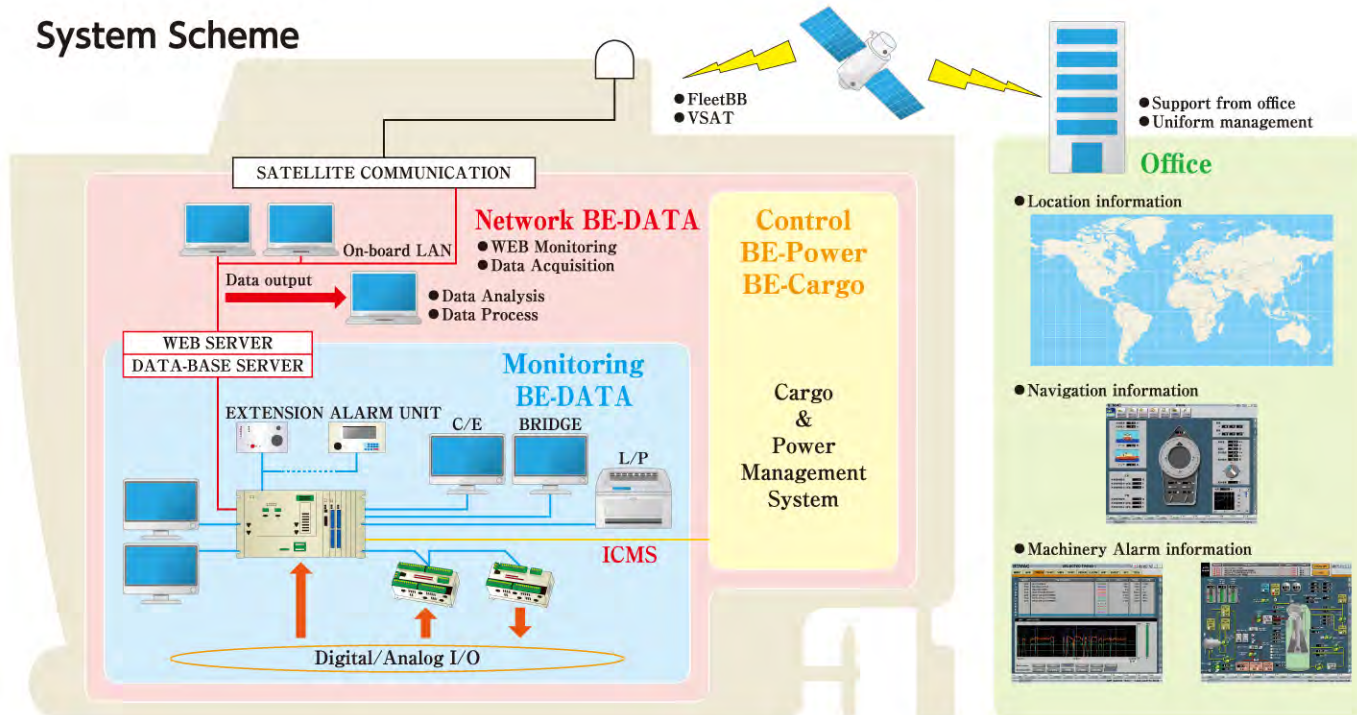 System Scheme
●FleetBB
●VSAT
●Support from office
●Uniform management
Office
SATELLITE COMMUNICATION
Network BE-DATA
●WEB Monitoring
●Data Acquisition
On-board LAN
Data output
●Data Analysis
●Data Process
WEB SERVER
DATA-BASE SERVER
Monitoring
BE-DATA
EXTENSION ALARM UNIT
C/E
BRIDGE
L/P
ICMS
Digital/Analog I/O
Control
BE-Power
BE-Cargo
Cargo
&
Power
Management
System
●Location information
●Navigation information
●Machinery Alarm information